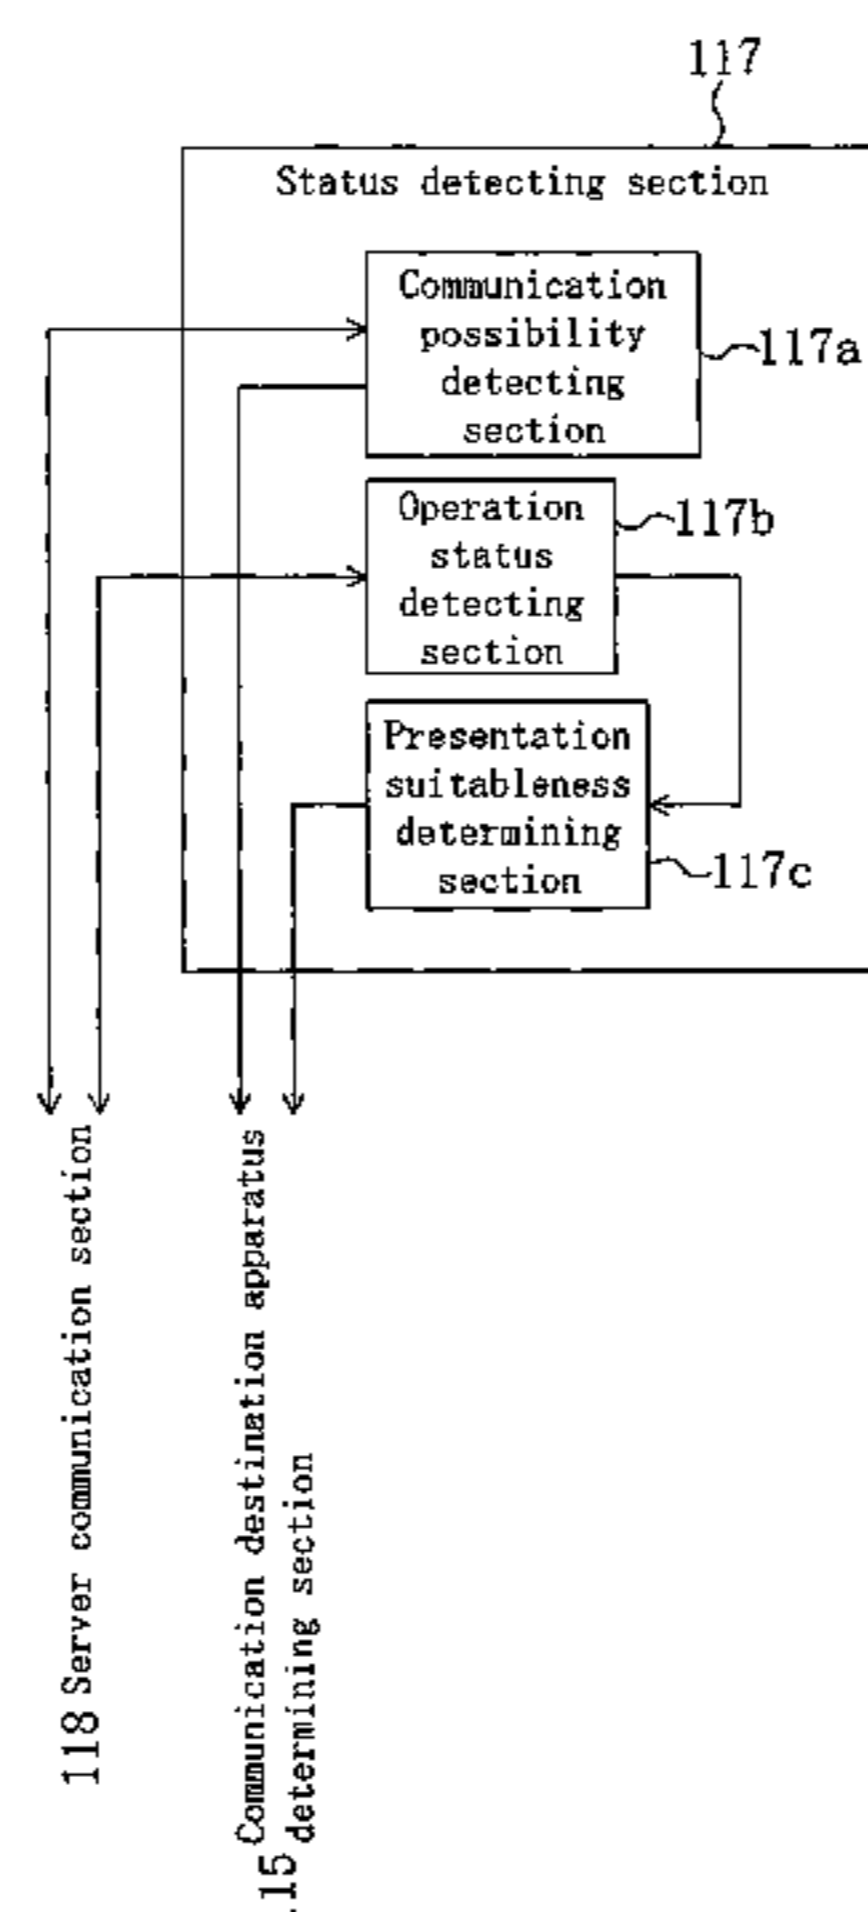 117
Status detecting section
Communication
possibility
detecting
section
117a
Operation
status
detecting
section
117b
Presentation
suitableness
determining
section
117c
118 Server communication section
Communication destination apparatus
determining section